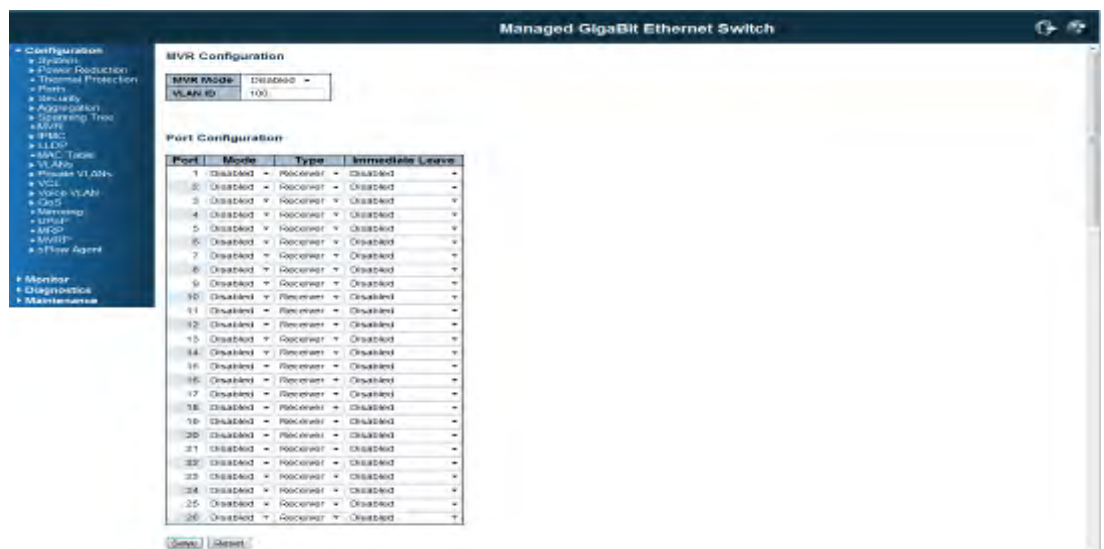 Managed GigaBit Ethernet Switch
Configuration
System
Power Reduction
Thermal Protection
Ports
Security
Aggregation
Spanning Tree
MVR
IPMC
LLDP
MAC Table
VLANs
Private VLANs
VCL
Voice VLAN
QoS
Mirroring
UPnP
MRP
MVRP
sFlow Agent
Monitor
Diagnostics
Maintenance
MVR Configuration
MVR Mode Disabled
VLAN ID 100
Port Configuration
Port Mode Type Immediate Leave
1 Disabled Receiver Disabled
2 Disabled Receiver Disabled
3 Disabled Receiver Disabled
4 Disabled Receiver Disabled
5 Disabled Receiver Disabled
6 Disabled Receiver Disabled
7 Disabled Receiver Disabled
8 Disabled Receiver Disabled
9 Disabled Receiver Disabled
10 Disabled Receiver Disabled
11 Disabled Receiver Disabled
12 Disabled Receiver Disabled
13 Disabled Receiver Disabled
14 Disabled Receiver Disabled
15 Disabled Receiver Disabled
16 Disabled Receiver Disabled
17 Disabled Receiver Disabled
18 Disabled Receiver Disabled
19 Disabled Receiver Disabled
20 Disabled Receiver Disabled
21 Disabled Receiver Disabled
22 Disabled Receiver Disabled
23 Disabled Receiver Disabled
24 Disabled Receiver Disabled
25 Disabled Receiver Disabled
26 Disabled Receiver Disabled
Save Reset